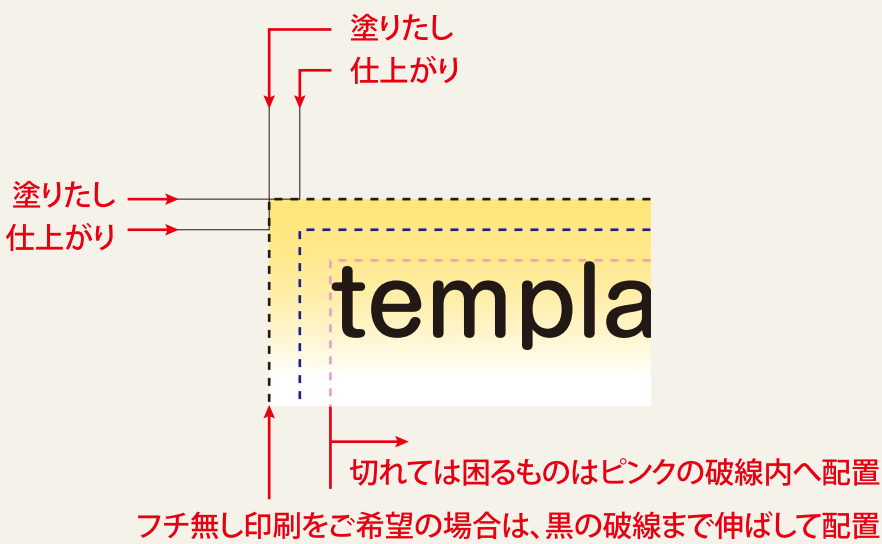 塗りたし
仕上がり
塗りたし
仕上がり
templa
切れては困るものはピンクの破線内へ配置
フチ無し印刷をご希望の場合は、黒の破線まで伸ばして配置